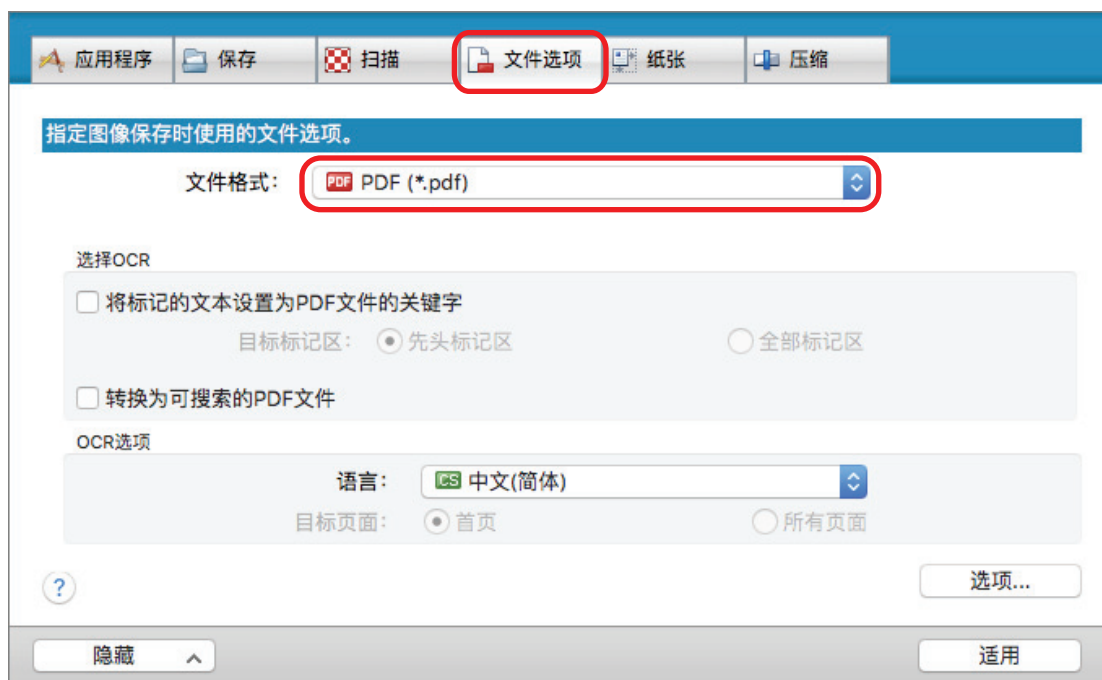 应用程序 保存 扫描 文件选项 纸张 压缩
指定图像保存时使用的文件选项。
文件格式： PDF PDF (*.pdf)
选择OCR
将标记的文本设置为PDF文件的关键字
目标标记区： 先头标记区 全部标记区
转换为可搜索的PDF文件
OCR选项
语言： CS 中文(简体)
目标页面： 首页 所有页面
? 选项...
隐藏 适用